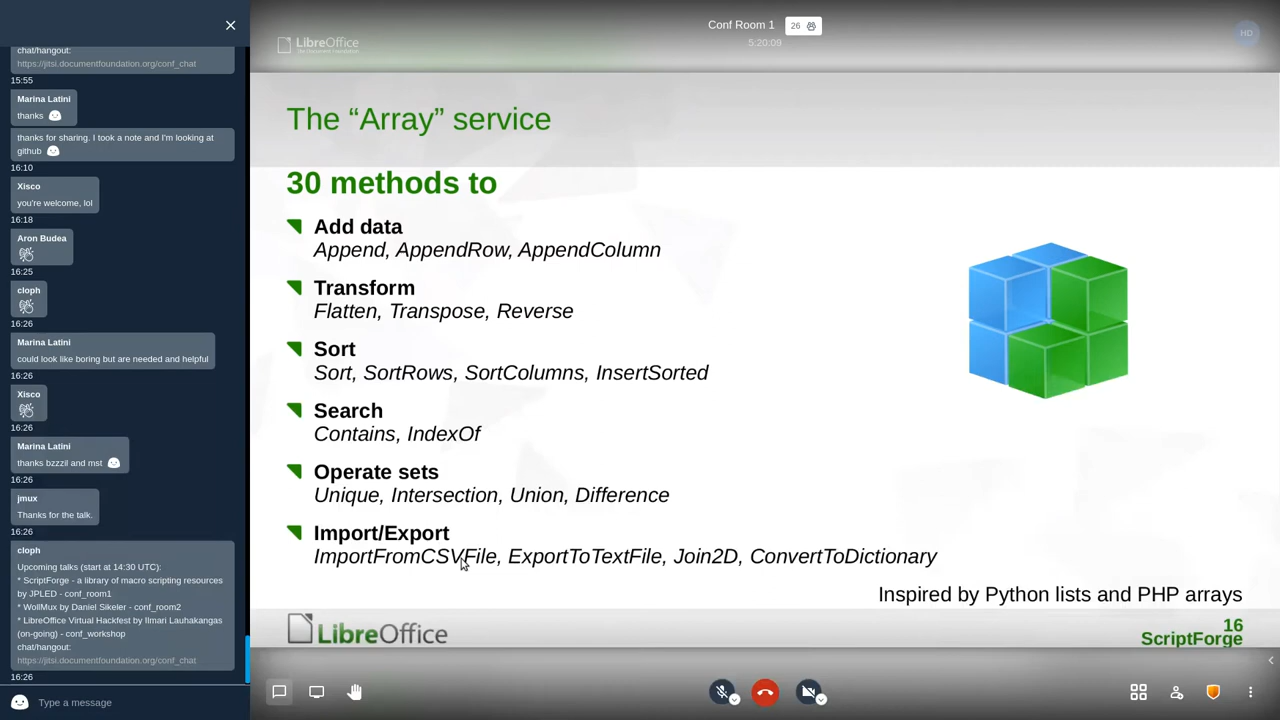 chat/hangout:
https://jitsi.documentfoundation.org/conf_chat
15:55
Marina Latini
thanks
thanks for sharing. I took a note and I'm looking at
github
16:10
Xisco
you're welcome, lol
16:18
Aron Budea
16:25
cloph
16:26
Marina Latini
could look like boring but are needed and helpful
16:26
Xisco
16:26
Marina Latini
thanks bzzzil and mst
16:26
jmux
Thanks for the talk.
16:26
cloph
Upcoming talks (start at 14:30 UTC):
* ScriptForge - a library of macro scripting resources
by JPLED - conf_room1
* WollMux by Daniel Sikeler - conf_room2
* LibreOffice Virtual Hackfest by Ilmari Lauhakangas
(on-going) - conf_workshop
chat/hangout:
https://jitsi.documentfoundation.org/conf_chat
16:26
Type a message
LibreOffice
The Document Foundation
Conf Room 1
26
5:20:09
HD
The “Array” service
30 methods to
Add data
Append, AppendRow, AppendColumn
Transform
Flatten, Transpose, Reverse
Sort
Sort, SortRows, SortColumns, InsertSorted
Search
Contains, IndexOf
Operate sets
Unique, Intersection, Union, Difference
Import/Export
ImportFromCSVFile, ExportToTextFile, Join2D, ConvertToDictionary
Inspired by Python lists and PHP arrays
LibreOffice
16
ScriptForge